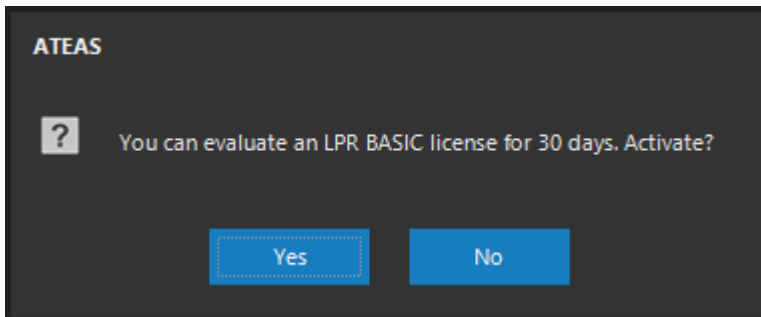 ATEAS
?
You can evaluate an LPR BASIC license for 30 days. Activate?
Yes
No